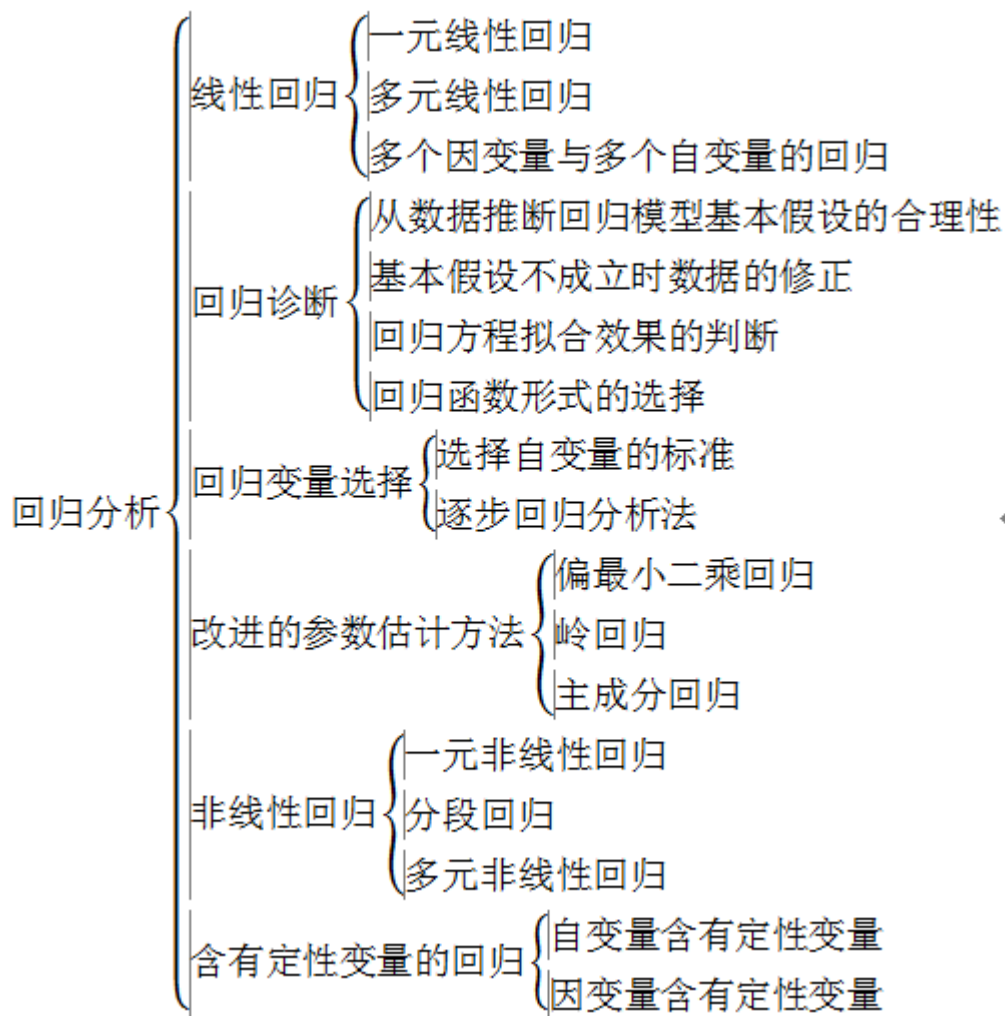 一元线性回归
线性回归
多元线性回归
多个因变量与多个自变量的回归
从数据推断回归模型基本假设的合理性
基本假设不成立时数据的修正
回归诊断
回归方程拟合效果的判断
回归函数形式的选择
选择自变量的标准
回归变量选择
逐步回归分析法
回归分析
偏最小二乘回归
改进的参数估计方法
岭回归
主成分回归
一元非线性回归
非线性回归
分段回归
多元非线性回归
自变量含有定性变量
含有定性变量的回归
因变量含有定性变量